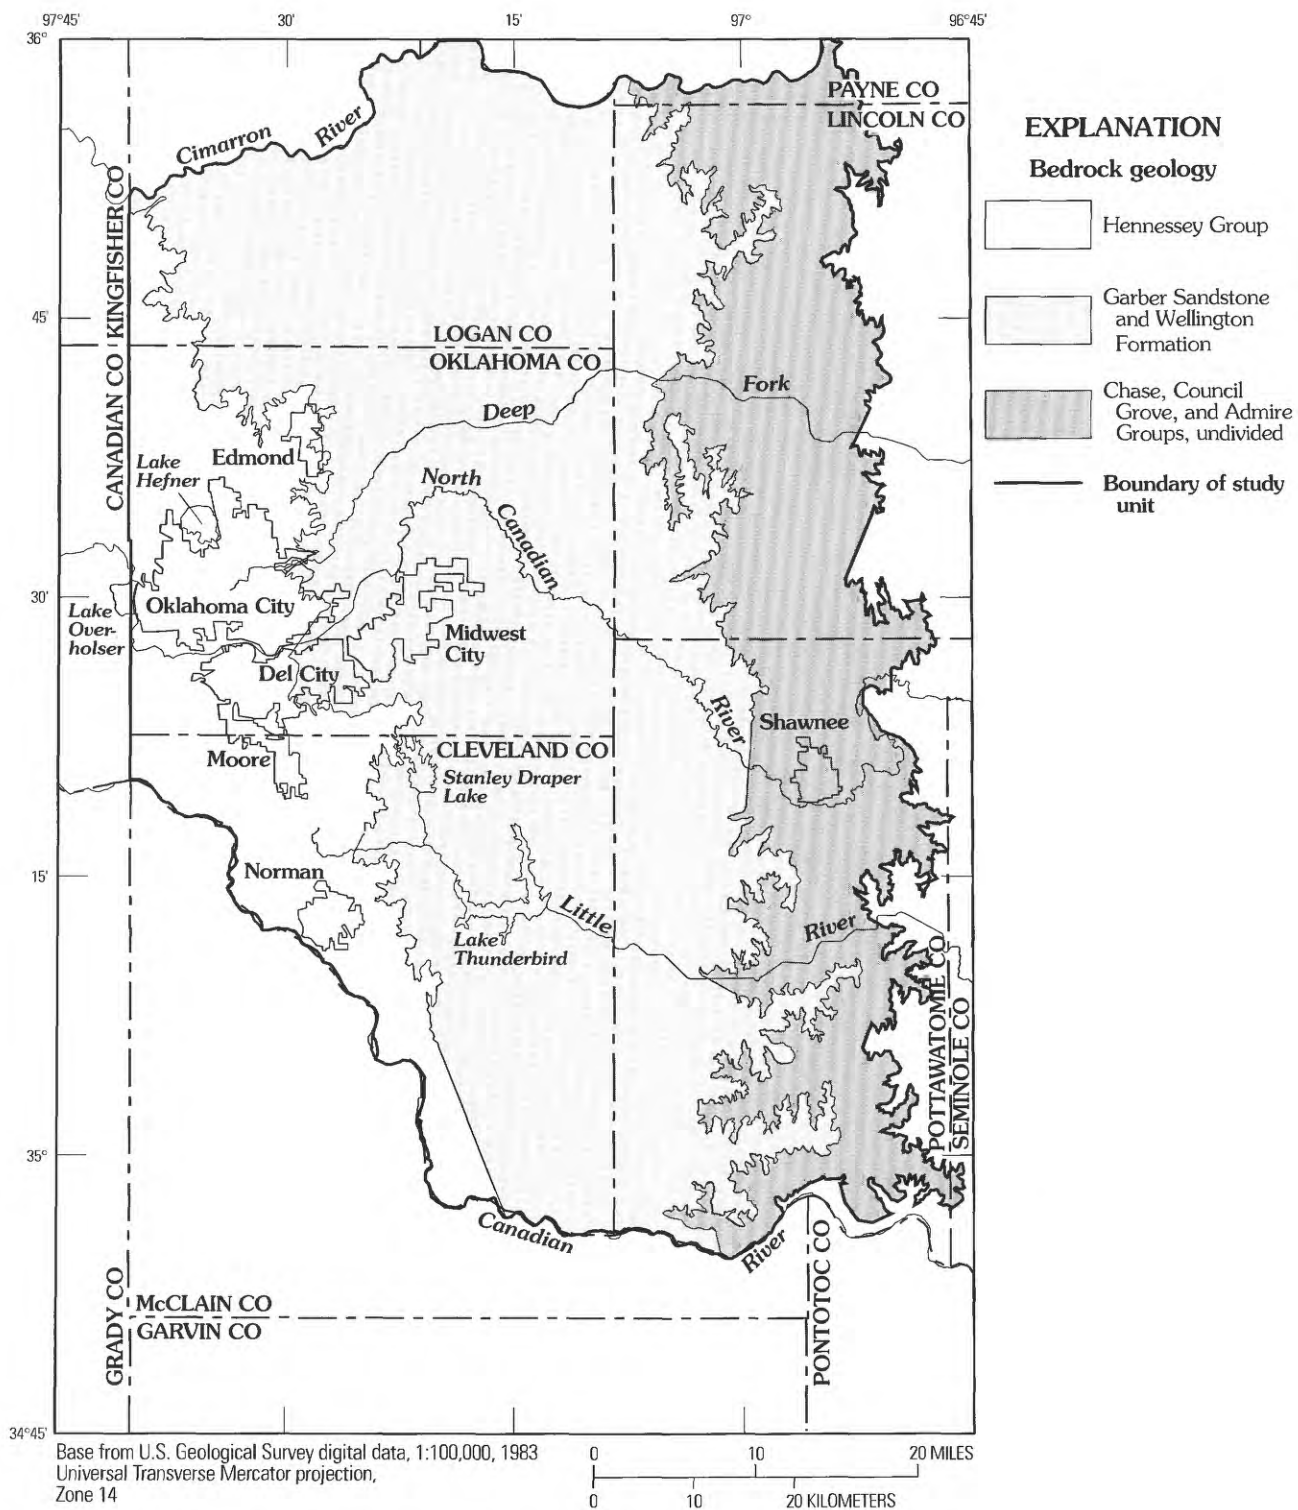 97°45'
30'
15'
97°
96°45'
36°
PAYNE CO
LINCOLN CO
Cimarron
River
CANADIAN CO
KINGFISHER CO
45'
LOGAN CO
OKLAHOMA CO
Deep
Fork
Edmond
Lake
Hefner
North
Canadian
30'
Lake
Over-
holser
Oklahoma City
Midwest
City
Del City
River
Shawnee
Moore
CLEVELAND CO
Stanley Draper
Lake
15'
Norman
Little
River
Lake
Thunderbird
POTTAWATOMIE CO
SEMINOLE CO
35°
Canadian
River
GRADY CO
McCLAIN CO
GARVIN CO
PONTOTOC CO
34°45'
EXPLANATION
Bedrock geology
Hennessey Group
Garber Sandstone
and Wellington
Formation
Chase, Council
Grove, and Admire
Groups, undivided
Boundary of study
unit
Base from U.S. Geological Survey digital data, 1:100,000, 1983
Universal Transverse Mercator projection,
Zone 14
0 10 20 MILES
0 10 20 KILOMETERS